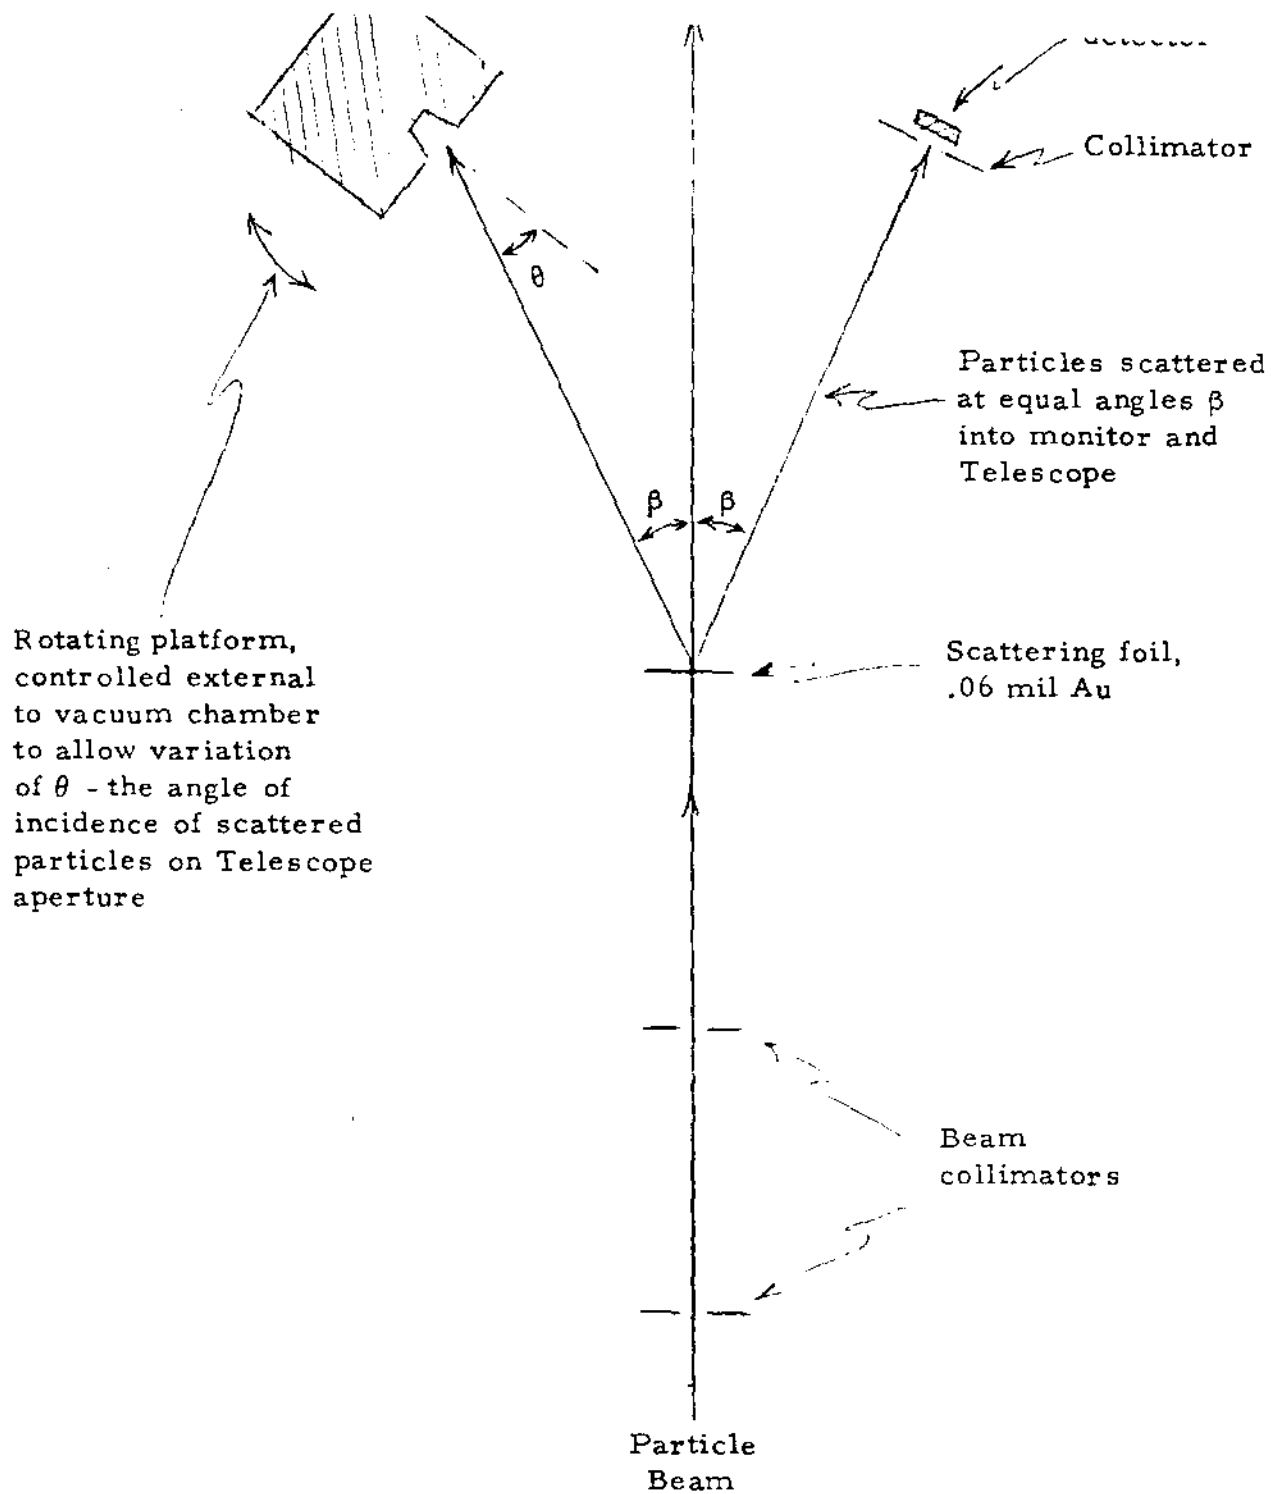 Collimator
θ
Particles scattered
at equal angles β
into monitor and
Telescope
β
β
Rotating platform,
controlled external
to vacuum chamber
to allow variation
of θ - the angle of
incidence of scattered
particles on Telescope
aperture
Scattering foil,
.06 mil Au
Beam
collimators
Particle
Beam